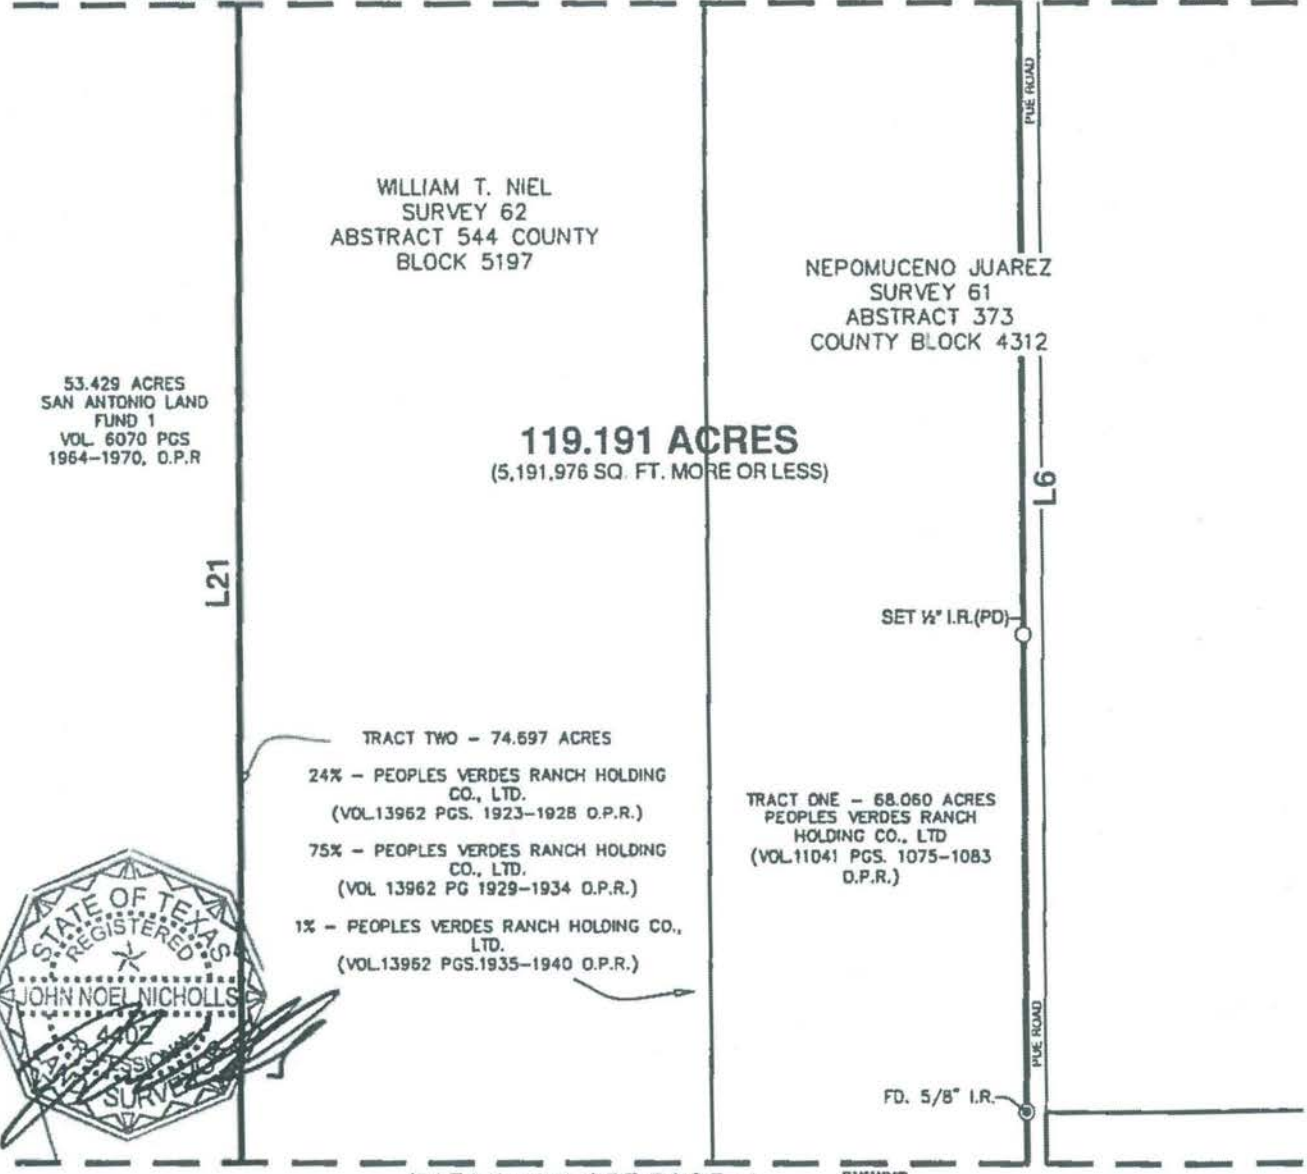 PUE ROAD
WILLIAM T. NIEL
SURVEY 62
ABSTRACT 544 COUNTY
BLOCK 5197
NEPOMUCENO JUAREZ
SURVEY 61
ABSTRACT 373
COUNTY BLOCK 4312
53.429 ACRES
SAN ANTONIO LAND
FUND 1
VOL. 6070 PGS
1964-1970, O.P.R
119.191 ACRES
(5,191,976 SQ. FT. MORE OR LESS)
L6
L21
SET ½" I.R.(PD)
TRACT TWO - 74.697 ACRES
24% - PEOPLES VERDES RANCH HOLDING
CO., LTD.
(VOL.13962 PGS. 1923-1928 O.P.R.)
75% - PEOPLES VERDES RANCH HOLDING
CO., LTD.
(VOL 13962 PG 1929-1934 O.P.R.)
1% - PEOPLES VERDES RANCH HOLDING CO.,
LTD.
(VOL.13962 PGS.1935-1940 O.P.R.)
TRACT ONE - 68.060 ACRES
PEOPLES VERDES RANCH
HOLDING CO., LTD
(VOL.11041 PGS. 1075-1083
O.P.R.)
STATE OF TEXAS
REGISTERED
JOHN NOEL NICHOLLS
4402
SURVEYOR
PUE ROAD
FD. 5/8" I.R.